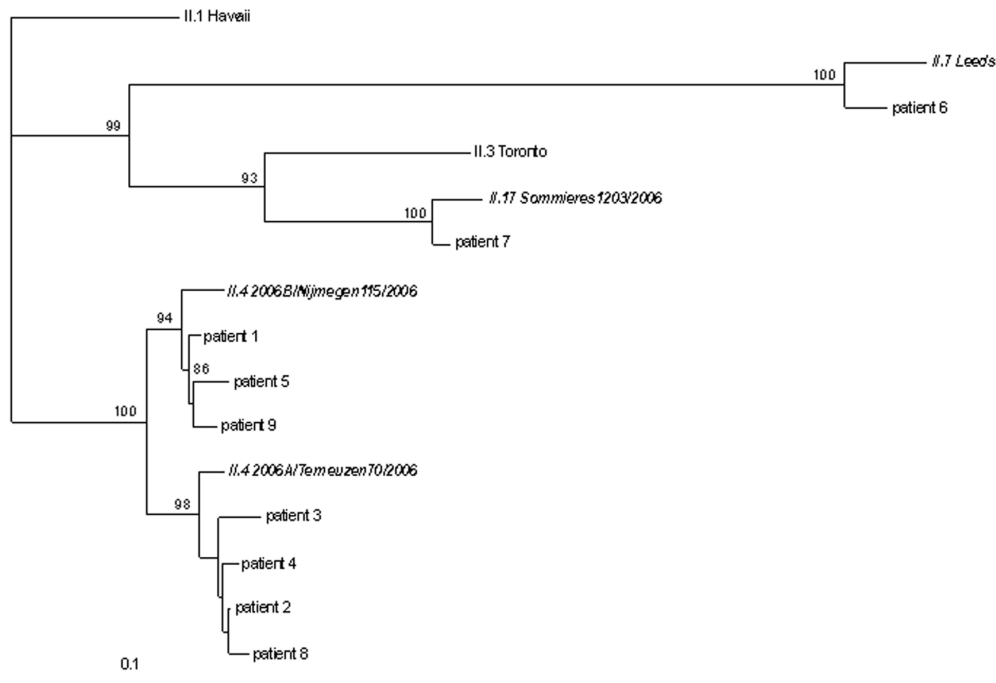 II.1 Hawaii
100
II.7 Leeds
patient 6
99
II.3 Toronto
93
II.17 Sommieres1203/2006
100
patient 7
II.4 2006B/Nijmegen115/2006
94
patient 1
86
patient 5
patient 9
100
II.4 2006A/Terneuzen70/2006
98
patient 3
patient 4
patient 2
patient 8
0.1